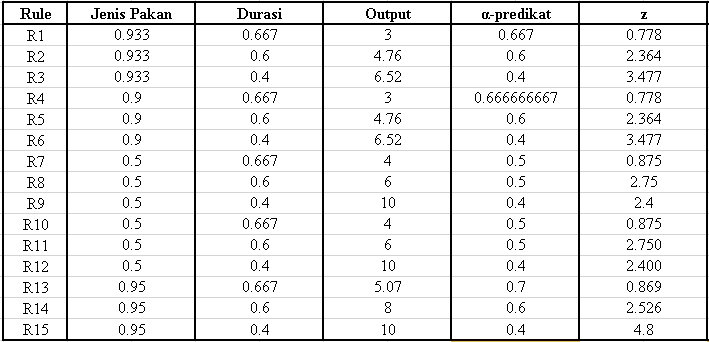 Rule Jenis Pakan Durasi Output α-predikat z
R1 0.933 0.667 3 0.667 0.778
R2 0.933 0.6 4.76 0.6 2.364
R3 0.933 0.4 6.52 0.4 3.477
R4 0.9 0.667 3 0.666666667 0.778
R5 0.9 0.6 4.76 0.6 2.364
R6 0.9 0.4 6.52 0.4 3.477
R7 0.5 0.667 4 0.5 0.875
R8 0.5 0.6 6 0.5 2.75
R9 0.5 0.4 10 0.4 2.4
R10 0.5 0.667 4 0.5 0.875
R11 0.5 0.6 6 0.5 2.750
R12 0.5 0.4 10 0.4 2.400
R13 0.95 0.667 5.07 0.7 0.869
R14 0.95 0.6 8 0.6 2.526
R15 0.95 0.4 10 0.4 4.8